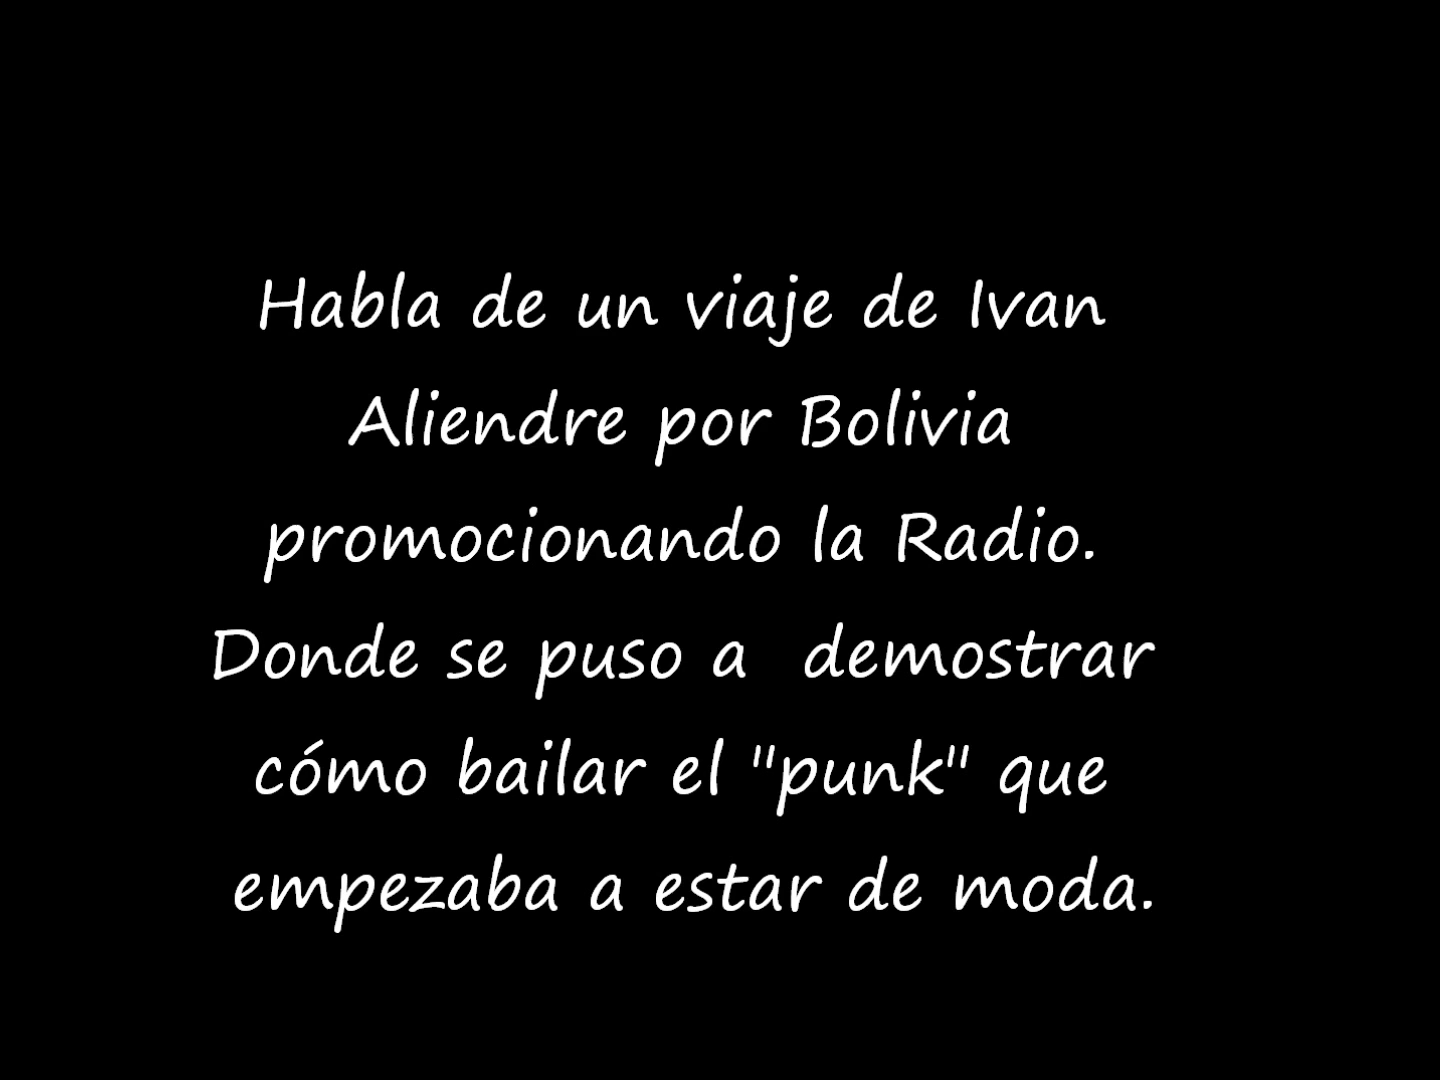 Habla de un viaje de Ivan
Aliendre por Bolivia
promocionando la Radio.
Donde se puso a  demostrar
cómo bailar el "punk" que
empezaba a estar de moda.